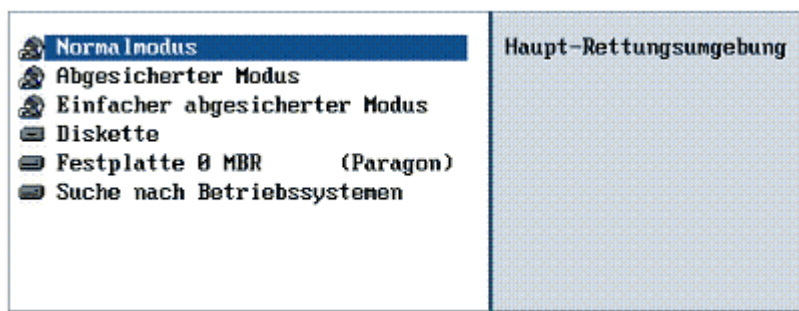 Normalmodus
Abgesicherter Modus
Einfacher abgesicherter Modus
Diskette
Festplatte 0 MBR (Paragon)
Suche nach Betriebssystemen
Haupt-Rettungsumgebung